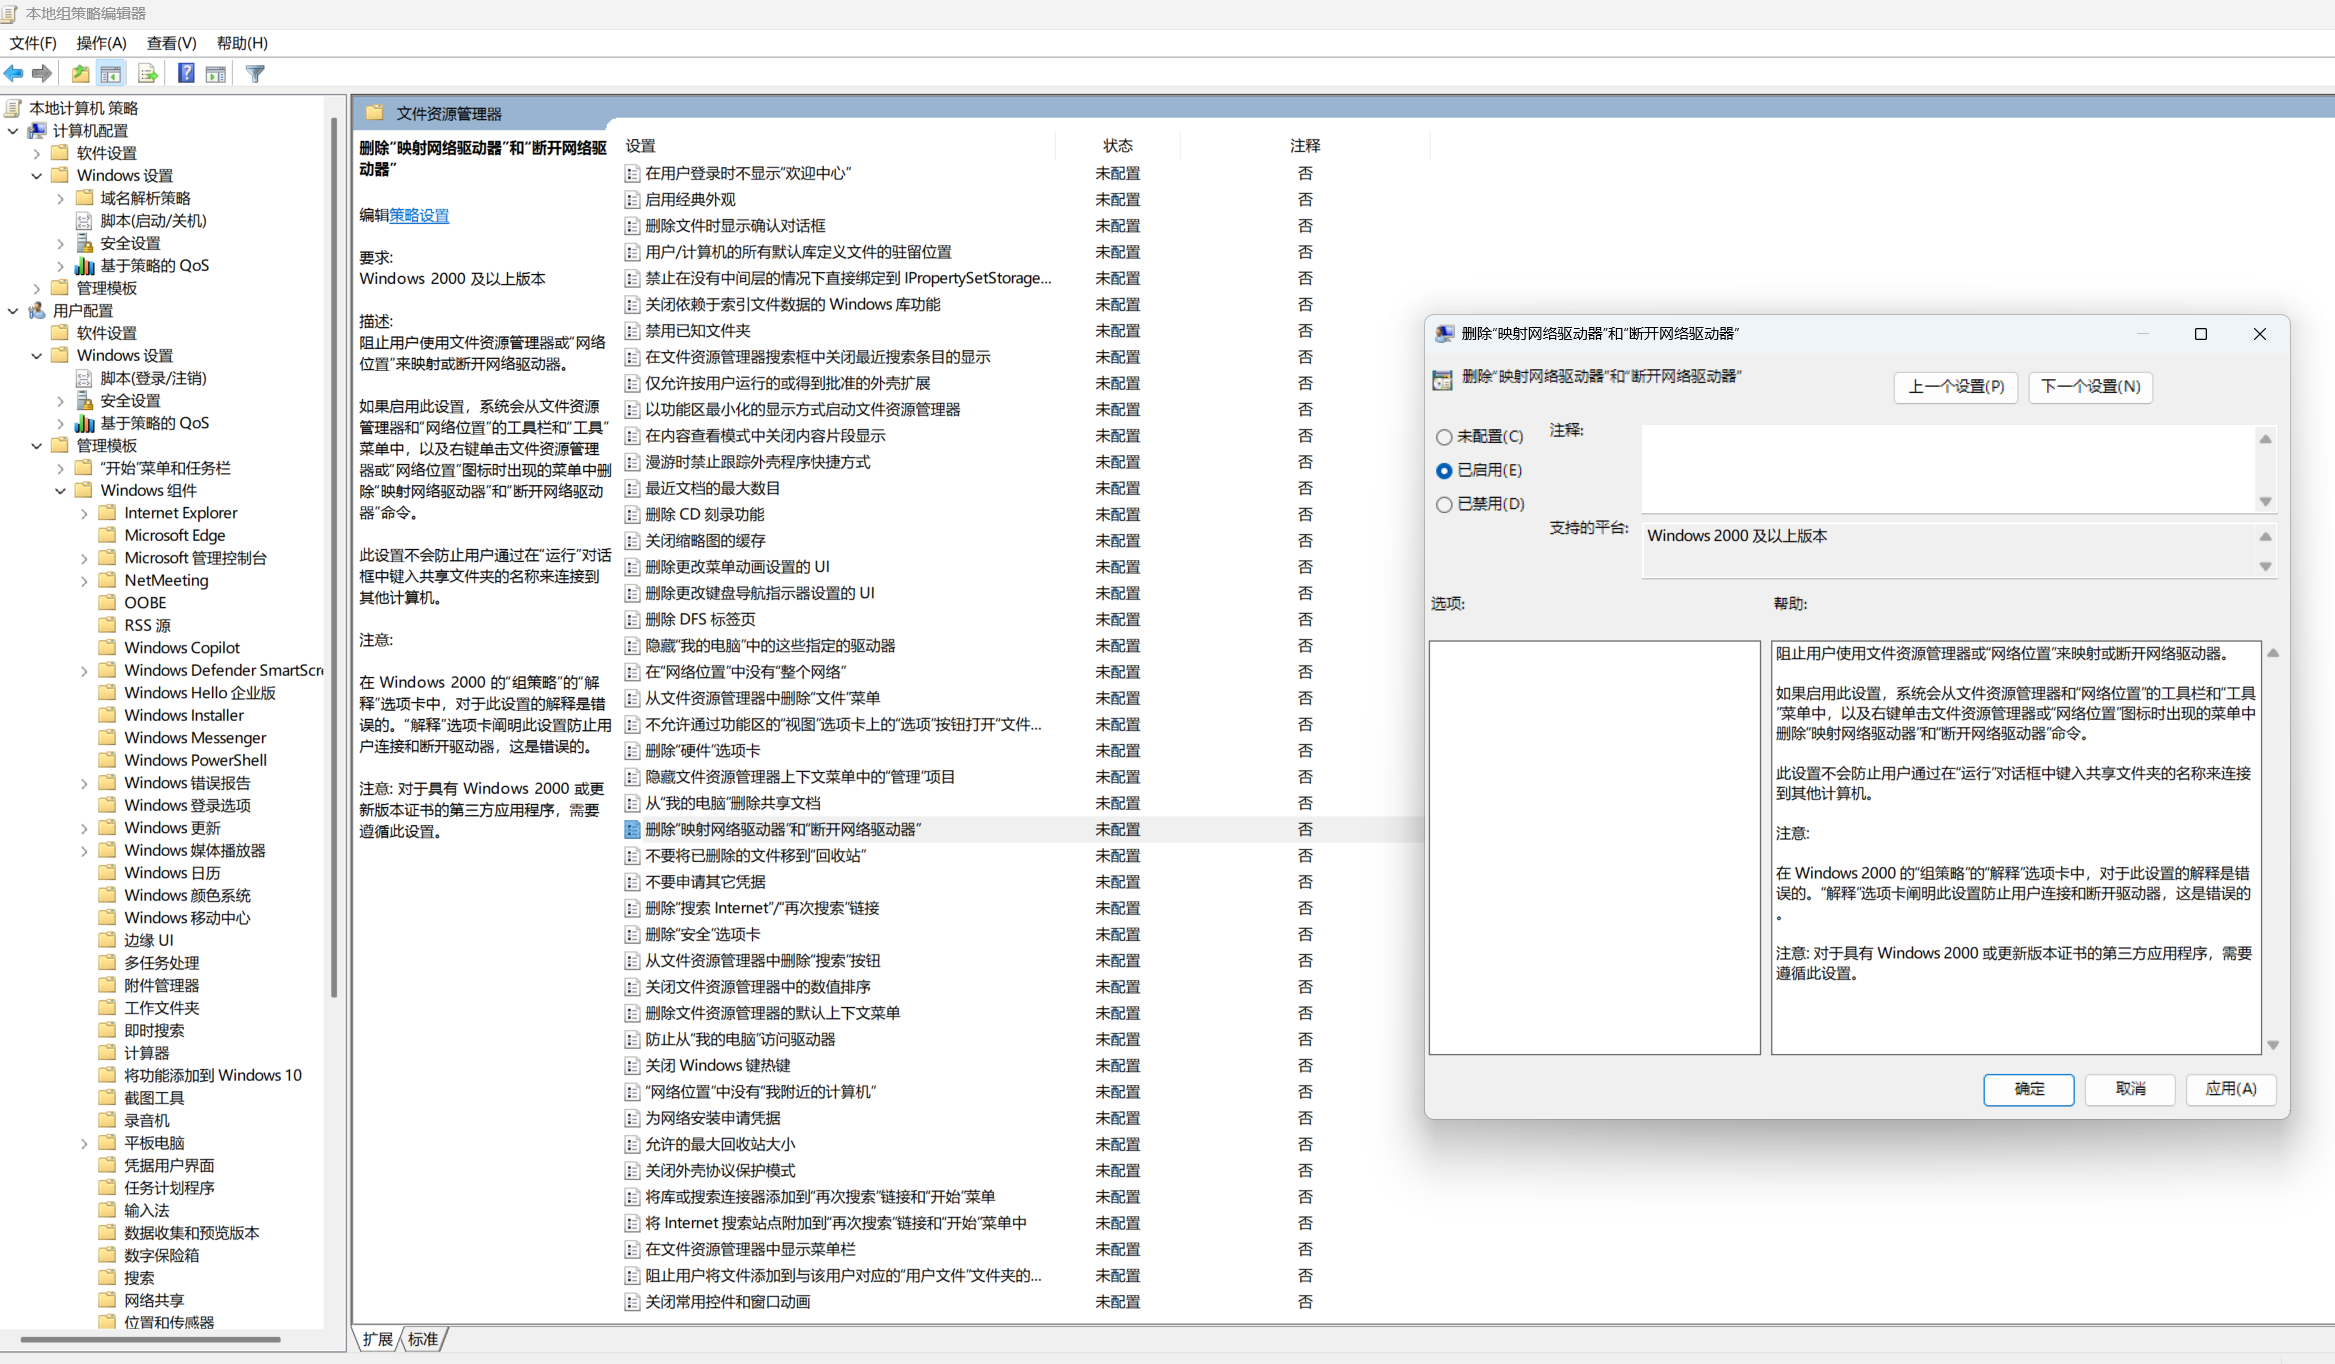 本地组策略编辑器
文件(F) 操作(A) 查看(V) 帮助(H)
本地计算机 策略
计算机配置
软件设置
Windows 设置
域名解析策略
脚本(启动/关机)
安全设置
基于策略的 QoS
管理模板
用户配置
软件设置
Windows 设置
脚本(登录/注销)
安全设置
基于策略的 QoS
管理模板
“开始”菜单和任务栏
Windows 组件
Internet Explorer
Microsoft Edge
Microsoft 管理控制台
NetMeeting
OOBE
RSS 源
Windows Copilot
Windows Defender SmartScre
Windows Hello 企业版
Windows Installer
Windows Messenger
Windows PowerShell
Windows 错误报告
Windows 登录选项
Windows 更新
Windows 媒体播放器
Windows 日历
Windows 颜色系统
Windows 移动中心
边缘 UI
多任务处理
附件管理器
工作文件夹
即时搜索
计算器
将功能添加到 Windows 10
截图工具
录音机
平板电脑
凭据用户界面
任务计划程序
输入法
数据收集和预览版本
数字保险箱
搜索
网络共享
位置和传感器
文件资源管理器
删除“映射网络驱动器”和“断开网络驱
动器”
编辑策略设置
要求:
Windows 2000 及以上版本
描述:
阻止用户使用文件资源管理器或“网络
位置”来映射或断开网络驱动器。
如果启用此设置，系统会从文件资源
管理器和“网络位置”的工具栏和“工具”
菜单中，以及右键单击文件资源管理
器或“网络位置”图标时出现的菜单中删
除“映射网络驱动器”和“断开网络驱动
器”命令。
此设置不会防止用户通过在“运行”对话
框中键入共享文件夹的名称来连接到
其他计算机。
注意:
在 Windows 2000 的“组策略”的“解
释”选项卡中，对于此设置的解释是错
误的。“解释”选项卡阐明此设置防止用
户连接和断开驱动器，这是错误的。
注意: 对于具有 Windows 2000 或更
新版本证书的第三方应用程序，需要
遵循此设置。
设置 状态 注释
在用户登录时不显示“欢迎中心” 未配置 否
启用经典外观 未配置 否
删除文件时显示确认对话框 未配置 否
用户/计算机的所有默认库定义文件的驻留位置 未配置 否
禁止在没有中间层的情况下直接绑定到 IPropertySetStorage... 未配置 否
关闭依赖于索引文件数据的 Windows 库功能 未配置 否
禁用已知文件夹 未配置 否
在文件资源管理器搜索框中关闭最近搜索条目的显示 未配置 否
仅允许按用户运行的或得到批准的外壳扩展 未配置 否
以功能区最小化的显示方式启动文件资源管理器 未配置 否
在内容查看模式中关闭内容片段显示 未配置 否
漫游时禁止跟踪外壳程序快捷方式 未配置 否
最近文档的最大数目 未配置 否
删除 CD 刻录功能 未配置 否
关闭缩略图的缓存 未配置 否
删除更改菜单动画设置的 UI 未配置 否
删除更改键盘导航指示器设置的 UI 未配置 否
删除 DFS 标签页 未配置 否
隐藏“我的电脑”中的这些指定的驱动器 未配置 否
在“网络位置”中没有“整个网络” 未配置 否
从文件资源管理器中删除“文件”菜单 未配置 否
不允许通过功能区的“视图”选项卡上的“选项”按钮打开“文件... 未配置 否
删除“硬件”选项卡 未配置 否
隐藏文件资源管理器上下文菜单中的“管理”项目 未配置 否
从“我的电脑”删除共享文档 未配置 否
删除“映射网络驱动器”和“断开网络驱动器” 未配置 否
不要将已删除的文件移到“回收站” 未配置 否
不要申请其它凭据 未配置 否
删除“搜索 Internet”/“再次搜索”链接 未配置 否
删除“安全”选项卡 未配置 否
从文件资源管理器中删除“搜索”按钮 未配置 否
关闭文件资源管理器中的数值排序 未配置 否
删除文件资源管理器的默认上下文菜单 未配置 否
防止从“我的电脑”访问驱动器 未配置 否
关闭 Windows 键热键 未配置 否
“网络位置”中没有“我附近的计算机” 未配置 否
为网络安装申请凭据 未配置 否
允许的最大回收站大小 未配置 否
关闭外壳协议保护模式 未配置 否
将库或搜索连接器添加到“再次搜索”链接和“开始”菜单 未配置 否
将 Internet 搜索站点附加到“再次搜索”链接和“开始”菜单中 未配置 否
在文件资源管理器中显示菜单栏 未配置 否
阻止用户将文件添加到与该用户对应的“用户文件”文件夹的... 未配置 否
关闭常用控件和窗口动画 未配置 否
扩展 标准
删除“映射网络驱动器”和“断开网络驱动器”
删除“映射网络驱动器”和“断开网络驱动器”
上一个设置(P) 下一个设置(N)
未配置(C) 注释:
已启用(E)
已禁用(D)
支持的平台: Windows 2000 及以上版本
选项: 帮助:
阻止用户使用文件资源管理器或“网络位置”来映射或断开网络驱动器。
如果启用此设置，系统会从文件资源管理器和“网络位置”的工具栏和“工具
”菜单中，以及右键单击文件资源管理器或“网络位置”图标时出现的菜单中
删除“映射网络驱动器”和“断开网络驱动器”命令。
此设置不会防止用户通过在“运行”对话框中键入共享文件夹的名称来连接
到其他计算机。
注意:
在 Windows 2000 的“组策略”的“解释”选项卡中，对于此设置的解释是错
误的。“解释”选项卡阐明此设置防止用户连接和断开驱动器，这是错误的
。
注意: 对于具有 Windows 2000 或更新版本证书的第三方应用程序，需要
遵循此设置。
确定 取消 应用(A)